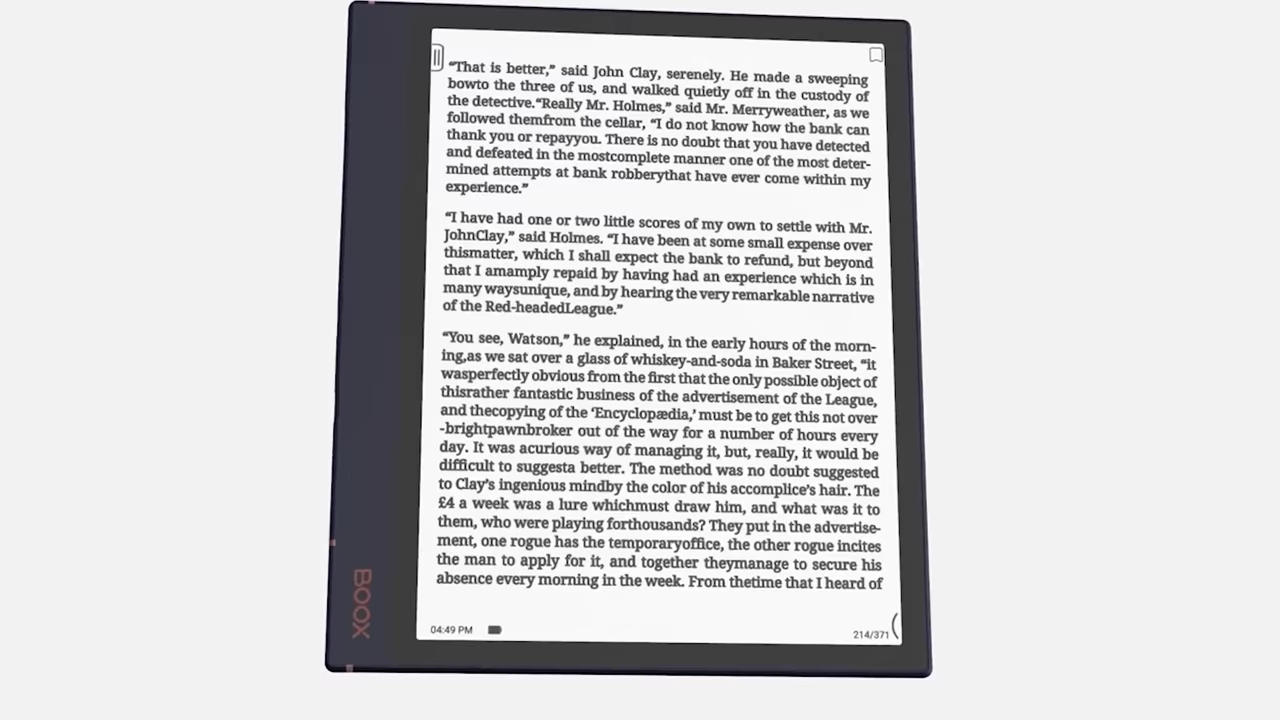 “That is better,” said John Clay, serenely. He made a sweeping
bowto the three of us, and walked quietly off in the custody of
the detective.“Really Mr. Holmes,” said Mr. Merryweather, as we
followed themfrom the cellar, “I do not know how the bank can
thank you or repayyou. There is no doubt that you have detected
and defeated in the mostcomplete manner one of the most deter-
mined attempts at bank robberythat have ever come within my
experience.”
“I have had one or two little scores of my own to settle with Mr.
JohnClay,” said Holmes. “I have been at some small expense over
thismatter, which I shall expect the bank to refund, but beyond
that I amamply repaid by having had an experience which is in
many waysunique, and by hearing the very remarkable narrative
of the Red-headedLeague.”
“You see, Watson,” he explained, in the early hours of the morn-
ing,as we sat over a glass of whiskey-and-soda in Baker Street, “it
wasperfectly obvious from the first that the only possible object of
thisrather fantastic business of the advertisement of the League,
and thecopying of the ‘Encyclopædia,’ must be to get this not over
-brightpawnbroker out of the way for a number of hours every
day. It was acurious way of managing it, but, really, it would be
difficult to suggesta better. The method was no doubt suggested
to Clay’s ingenious mindby the color of his accomplice’s hair. The
£4 a week was a lure whichmust draw him, and what was it to
them, who were playing forthousands? They put in the advertise-
ment, one rogue has the temporaryoffice, the other rogue incites
the man to apply for it, and together theymanage to secure his
absence every morning in the week. From thetime that I heard of
04:49 PM
214/371
BOOX